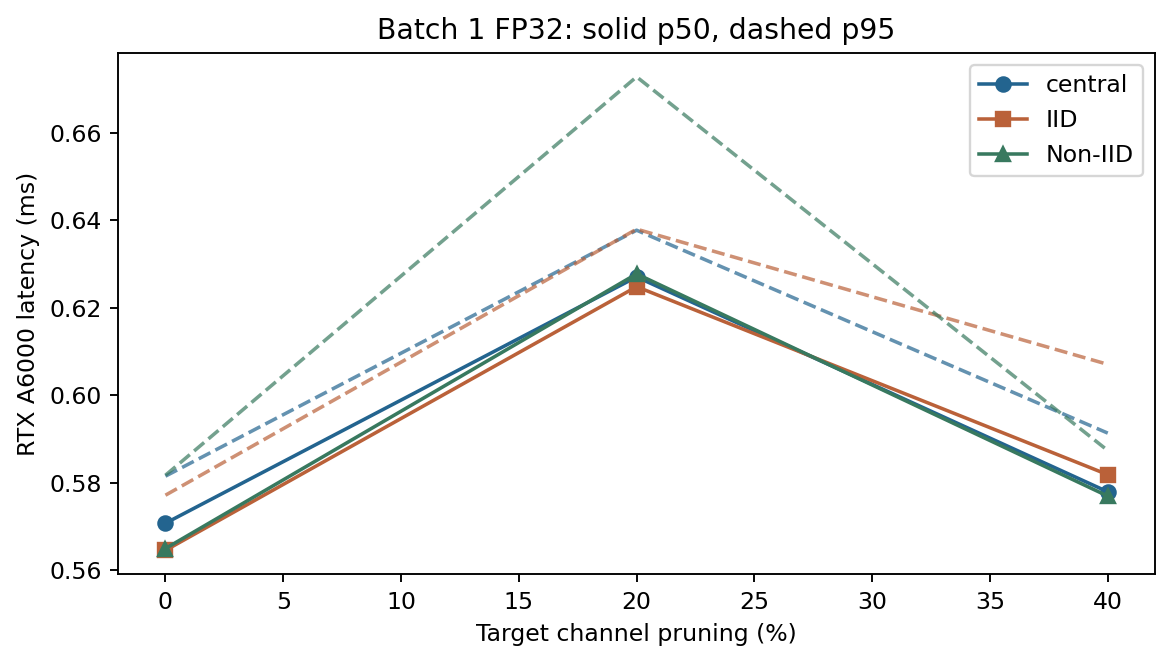 Batch 1 FP32: solid p50, dashed p95
central
IID
Non-IID
RTX A6000 latency (ms)
0.66
0.64
0.62
0.60
0.58
0.56
0 5 10 15 20 25 30 35 40
Target channel pruning (%)